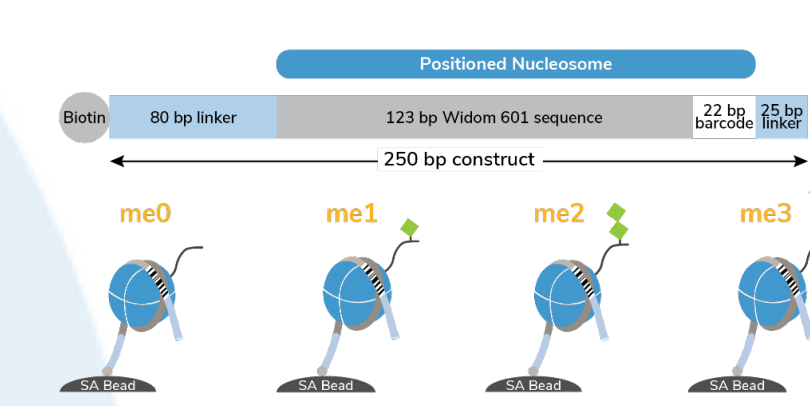 Positioned Nucleosome
Biotin
80 bp linker
123 bp Widom 601 sequence
22 bp
barcode
25 bp
linker
250 bp construct
me0
me1
me2
me3
SA Bead
SA Bead
SA Bead
SA Bead